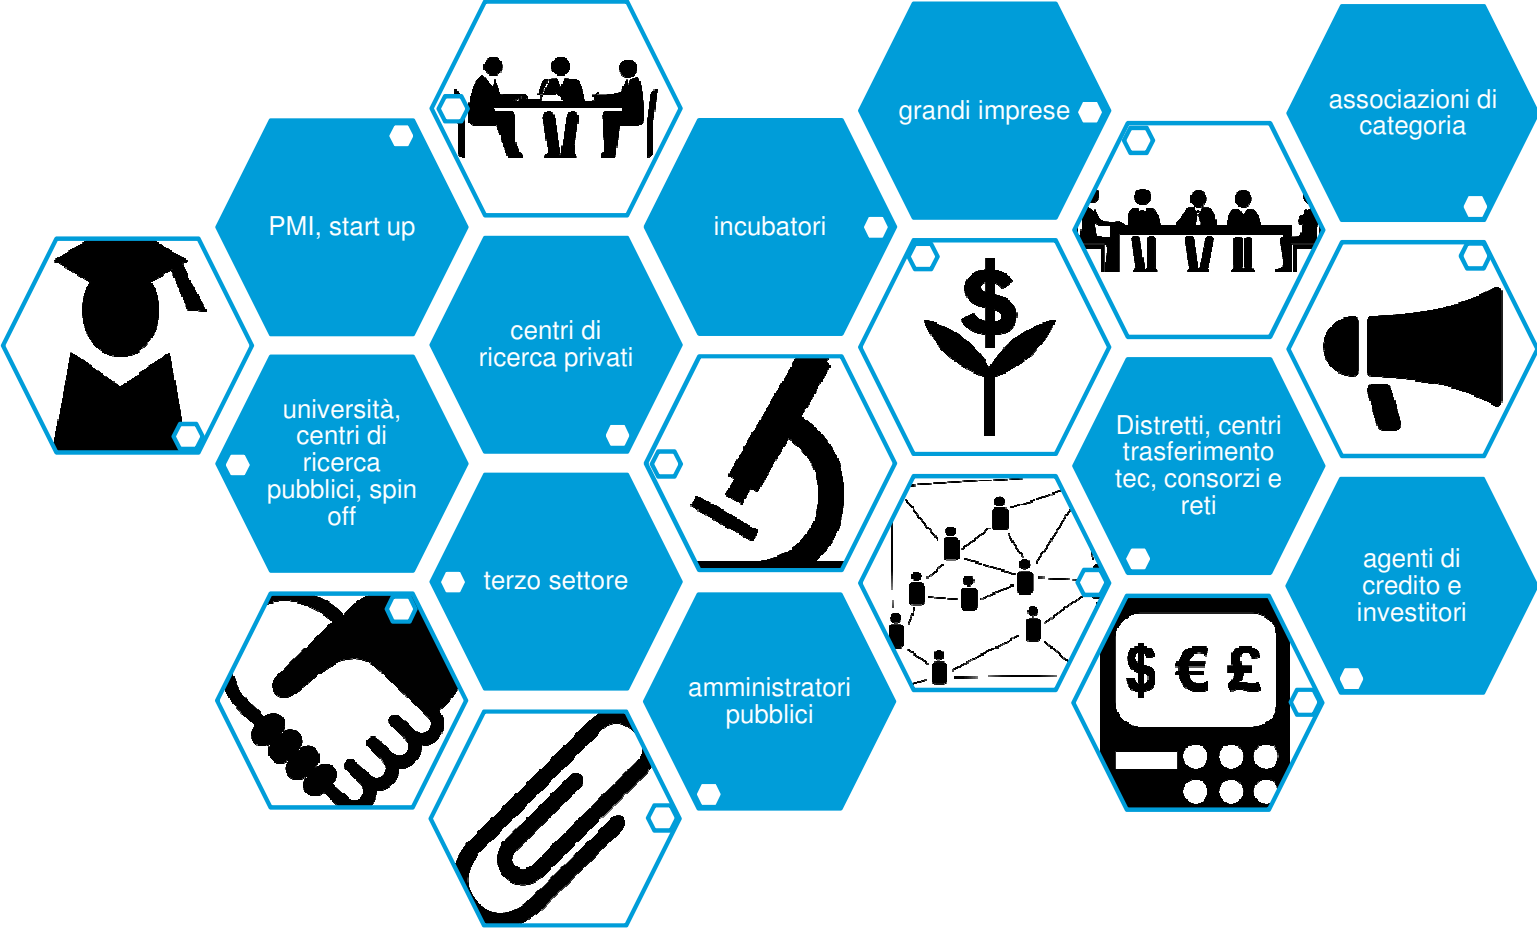 PMI, start up
università,
centri di
ricerca
pubblici, spin
off
centri di
ricerca privati
terzo settore
incubatori
amministratori
pubblici
grandi imprese
$
Distretti, centri
trasferimento
tec, consorzi e
reti
$ € £
associazioni di
categoria
agenti di
credito e
investitori